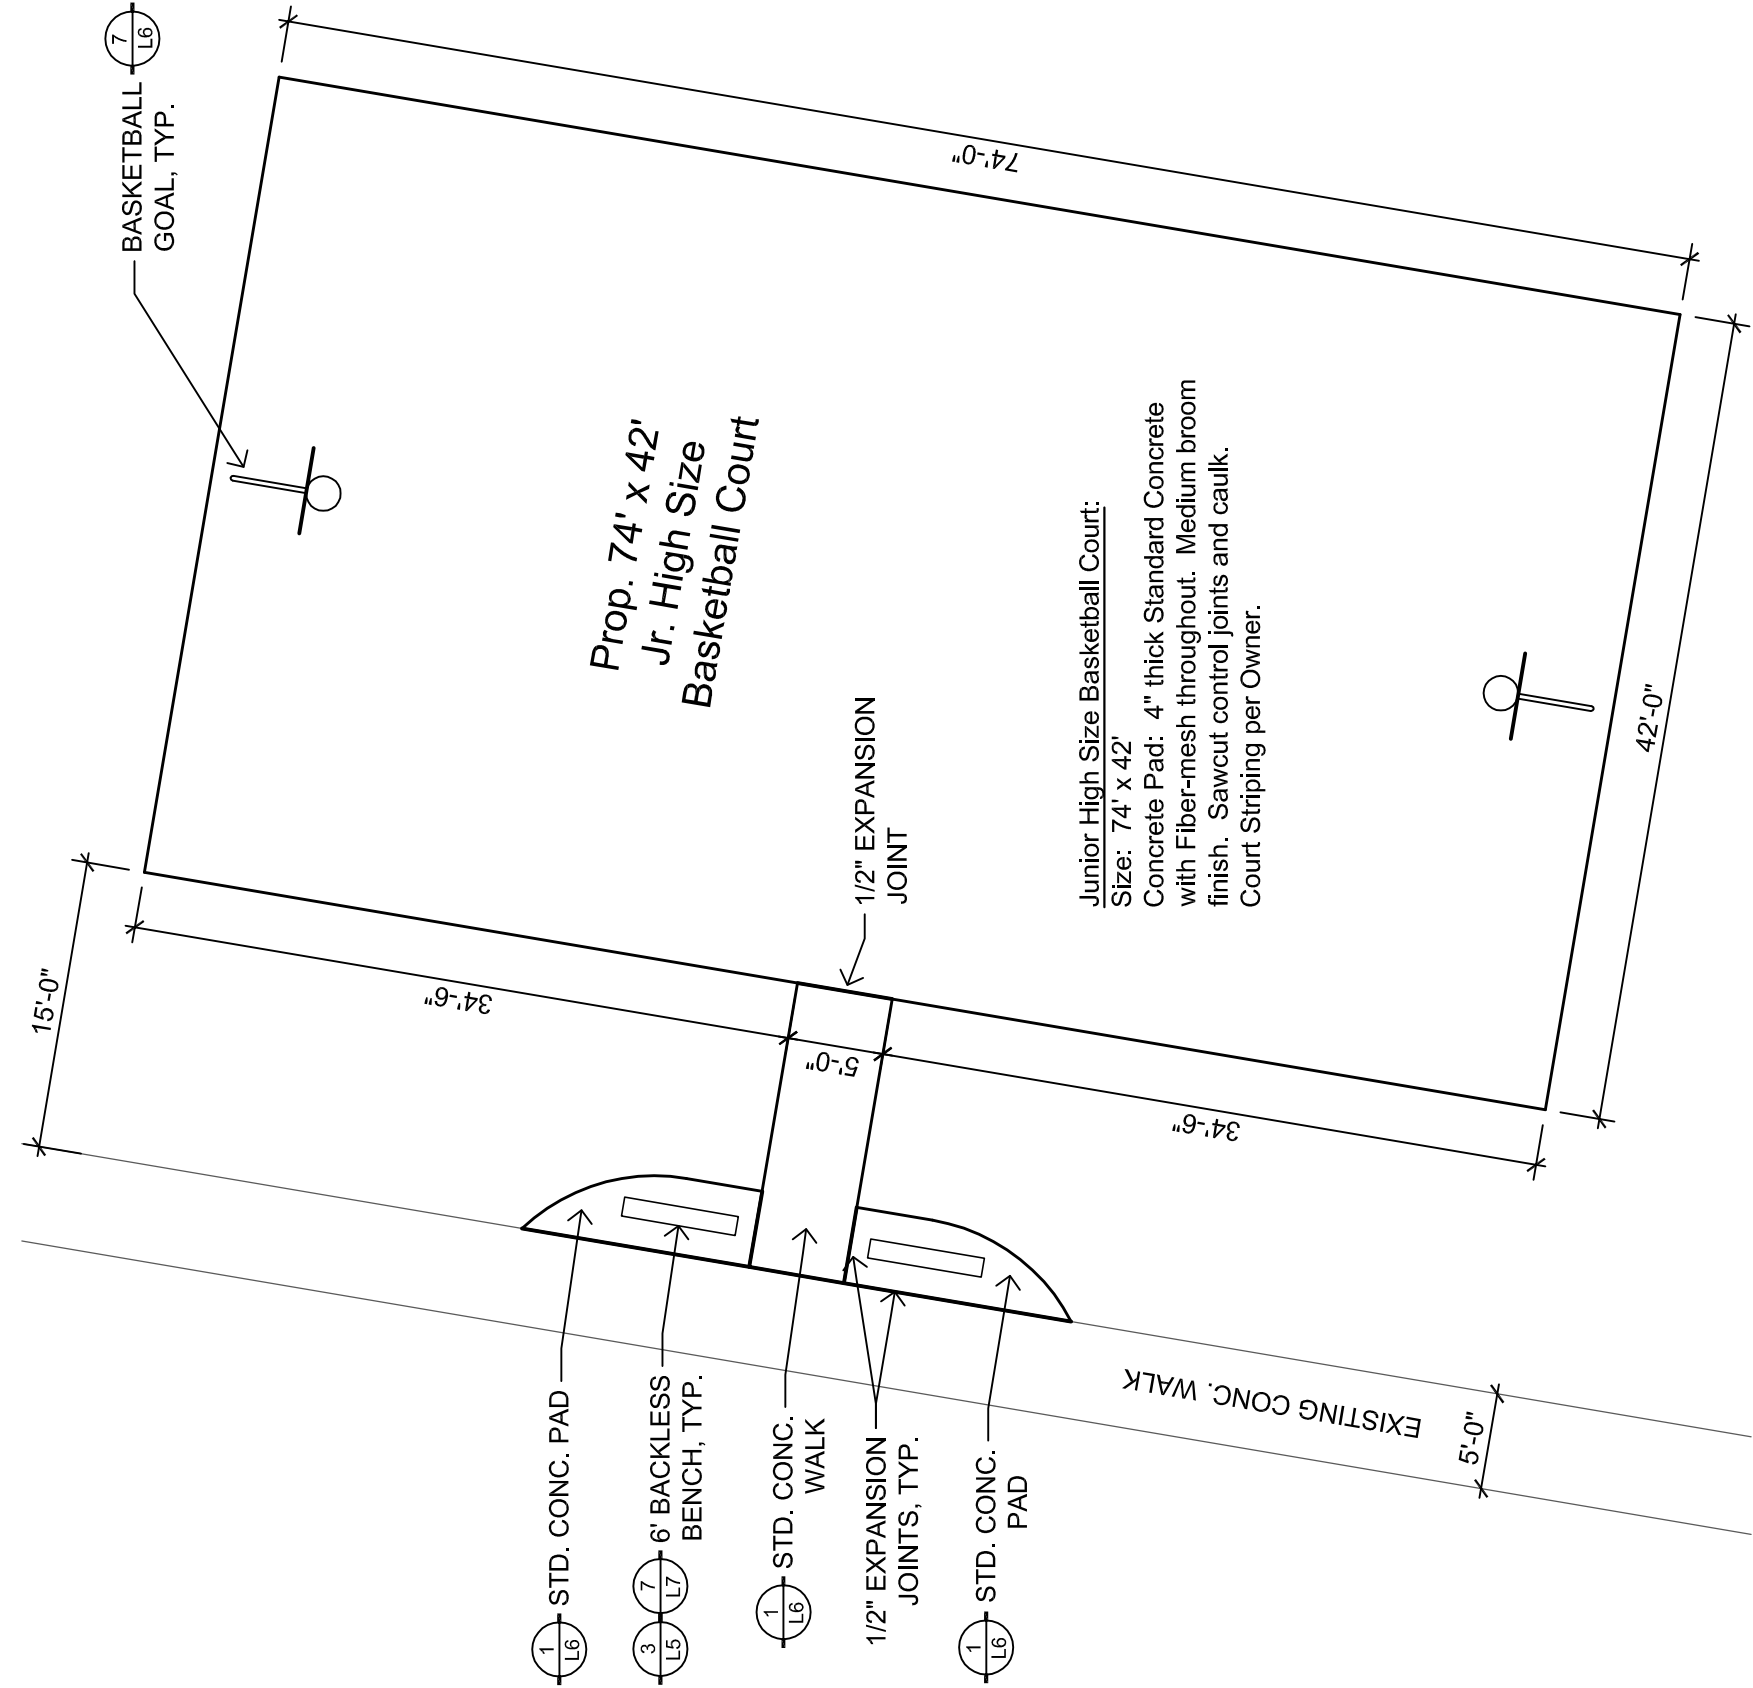 7
L6
BASKETBALL
GOAL, TYP.
74'-0"
Prop. 74' x 42'
Jr. High Size
Basketball Court
1/2" EXPANSION
JOINT
Junior High Size Basketball Court:
Size: 74' x 42'
Concrete Pad: 4" thick Standard Concrete
with Fiber-mesh throughout. Medium broom
finish. Sawcut control joints and caulk.
Court Striping per Owner.
42'-0"
15'-0"
34'-6"
5'-0"
34'-6"
1
L6
STD. CONC. PAD
3
L5
7
L7
6' BACKLESS
BENCH, TYP.
1
L6
STD. CONC.
WALK
1/2" EXPANSION
JOINTS, TYP.
1
L6
STD. CONC.
PAD
EXISTING CONC. WALK
5'-0"